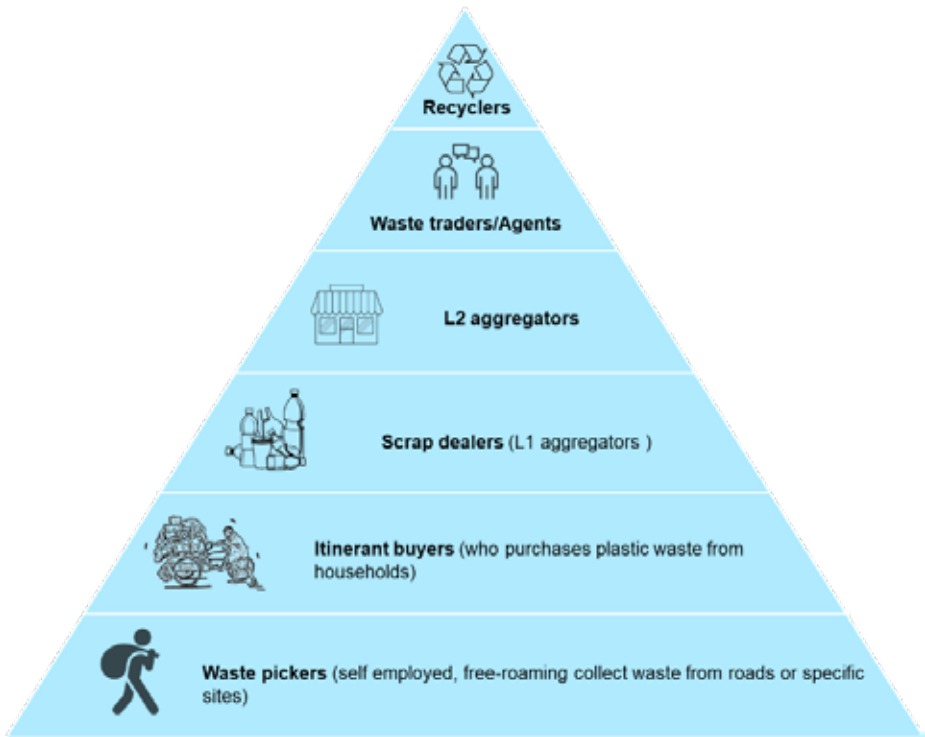 Recyclers
Waste traders/Agents
L2 aggregators
Scrap dealers (L1 aggregators )
Itinerant buyers (who purchases plastic waste from
households)
Waste pickers (self employed, free-roaming collect waste from roads or specific
sites)